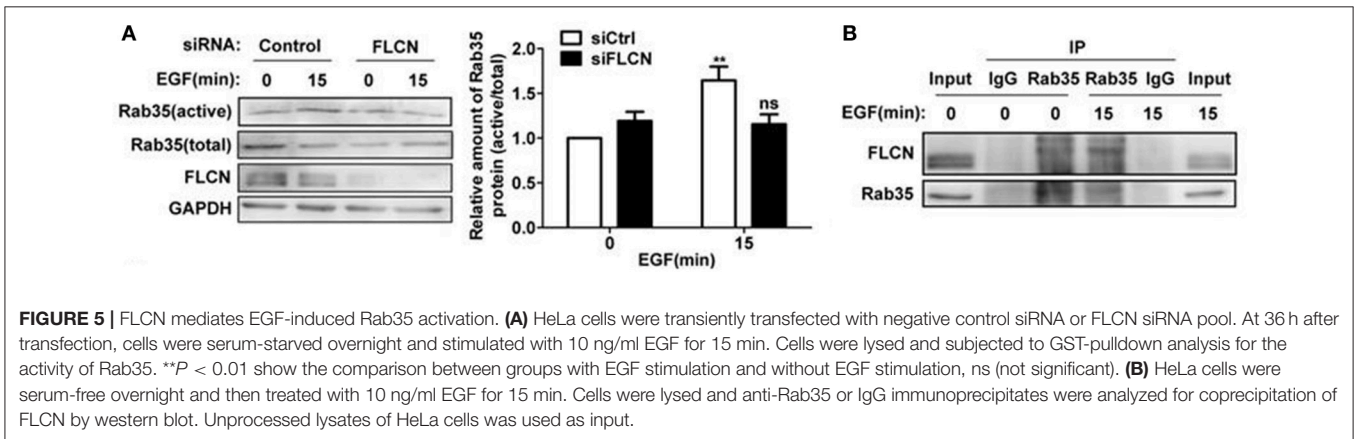 A
siRNA: Control FLCN
EGF(min) 0 15 0 15
Rab35(active)
Rab35(total)
FLCN
GAPDH
Relative amount of Rab35
protein (active/total)
siCtrl
siFLCN
2.0
1.5
1.0
0.5
0.0
**
ns
0 15
EGF(min)
B
IP
Input IgG Rab35 Rab35 IgG Input
EGF(min): 0 0 0 15 15 15
FLCN
Rab35
FIGURE 5 | FLCN mediates EGF-induced Rab35 activation. (A) HeLa cells were transiently transfected with negative control siRNA or FLCN siRNA pool. At 36 h after
transfection, cells were serum-starved overnight and stimulated with 10 ng/ml EGF for 15 min. Cells were lysed and subjected to GST-pulldown analysis for the
activity of Rab35. **P < 0.01 show the comparison between groups with EGF stimulation and without EGF stimulation, ns (not significant). (B) HeLa cells were
serum-free overnight and then treated with 10 ng/ml EGF for 15 min. Cells were lysed and anti-Rab35 or IgG immunoprecipitates were analyzed for coprecipitation of
FLCN by western blot. Unprocessed lysates of HeLa cells was used as input.